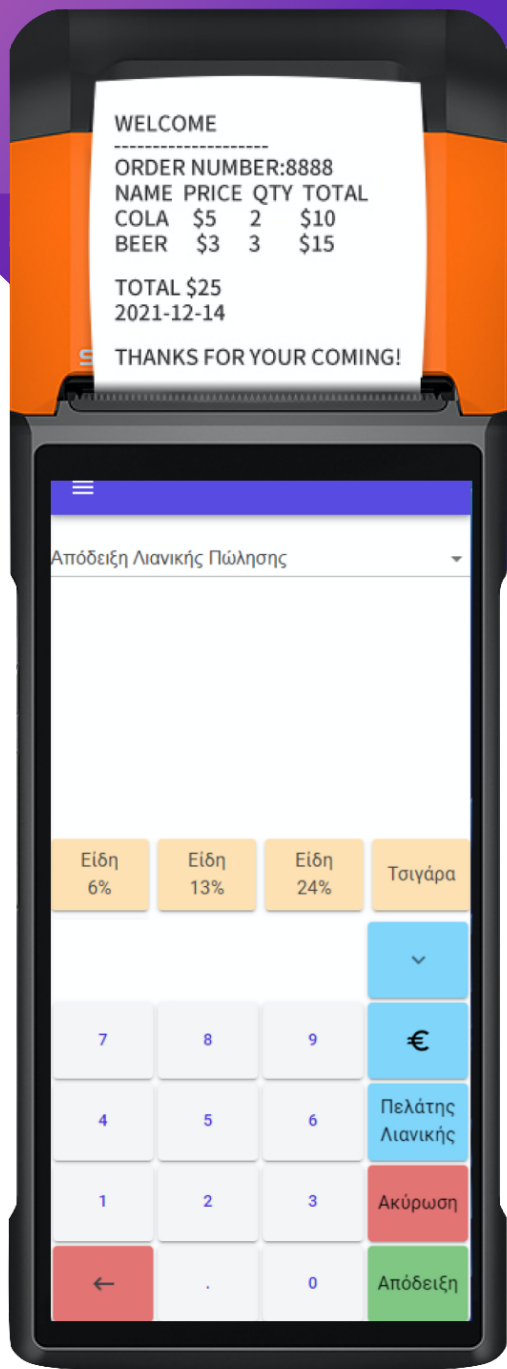 WELCOME
--------------------
ORDER NUMBER:8888
NAME PRICE QTY TOTAL
COLA $5 2 $10
BEER $3 3 $15
TOTAL $25
2021-12-14
S
THANKS FOR YOUR COMING!
Απόδειξη Λιανικής Πώλησης
Είδη 6%
Είδη 13%
Είδη 24%
Τσιγάρα
7 8 9 €
4 5 6 Πελάτης Λιανικής
1 2 3 Ακύρωση
← . 0 Απόδειξη